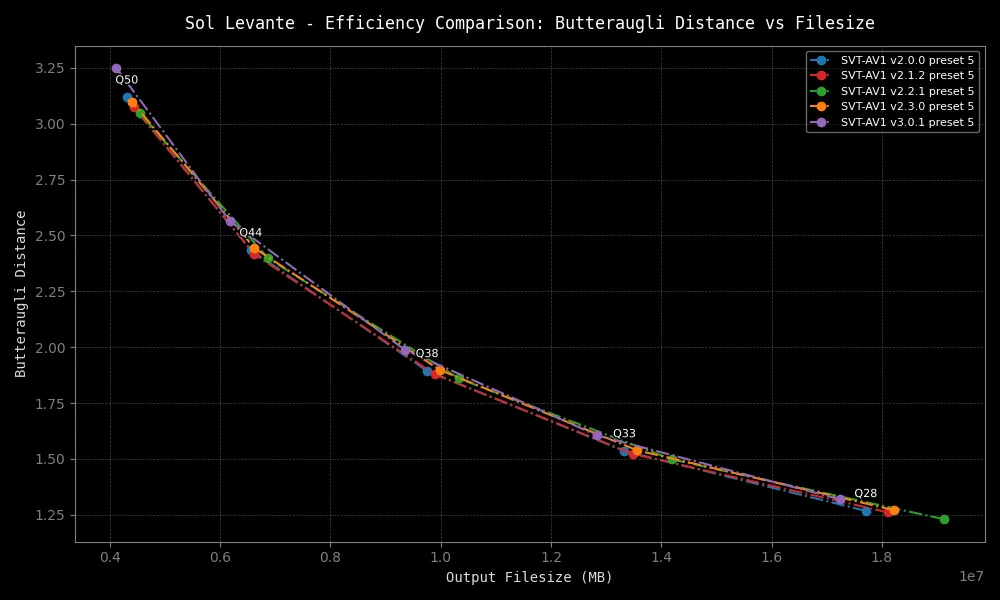 Sol Levante - Efficiency Comparison: Butteraugli Distance vs Filesize
SVT-AV1 v2.0.0 preset 5
SVT-AV1 v2.1.2 preset 5
SVT-AV1 v2.2.1 preset 5
SVT-AV1 v2.3.0 preset 5
SVT-AV1 v3.0.1 preset 5
Butteraugli Distance
3.25
3.00
2.75
2.50
2.25
2.00
1.75
1.50
1.25
Q50
Q44
Q38
Q33
Q28
0.4 0.6 0.8 1.0 1.2 1.4 1.6 1.8
1e7
Output Filesize (MB)